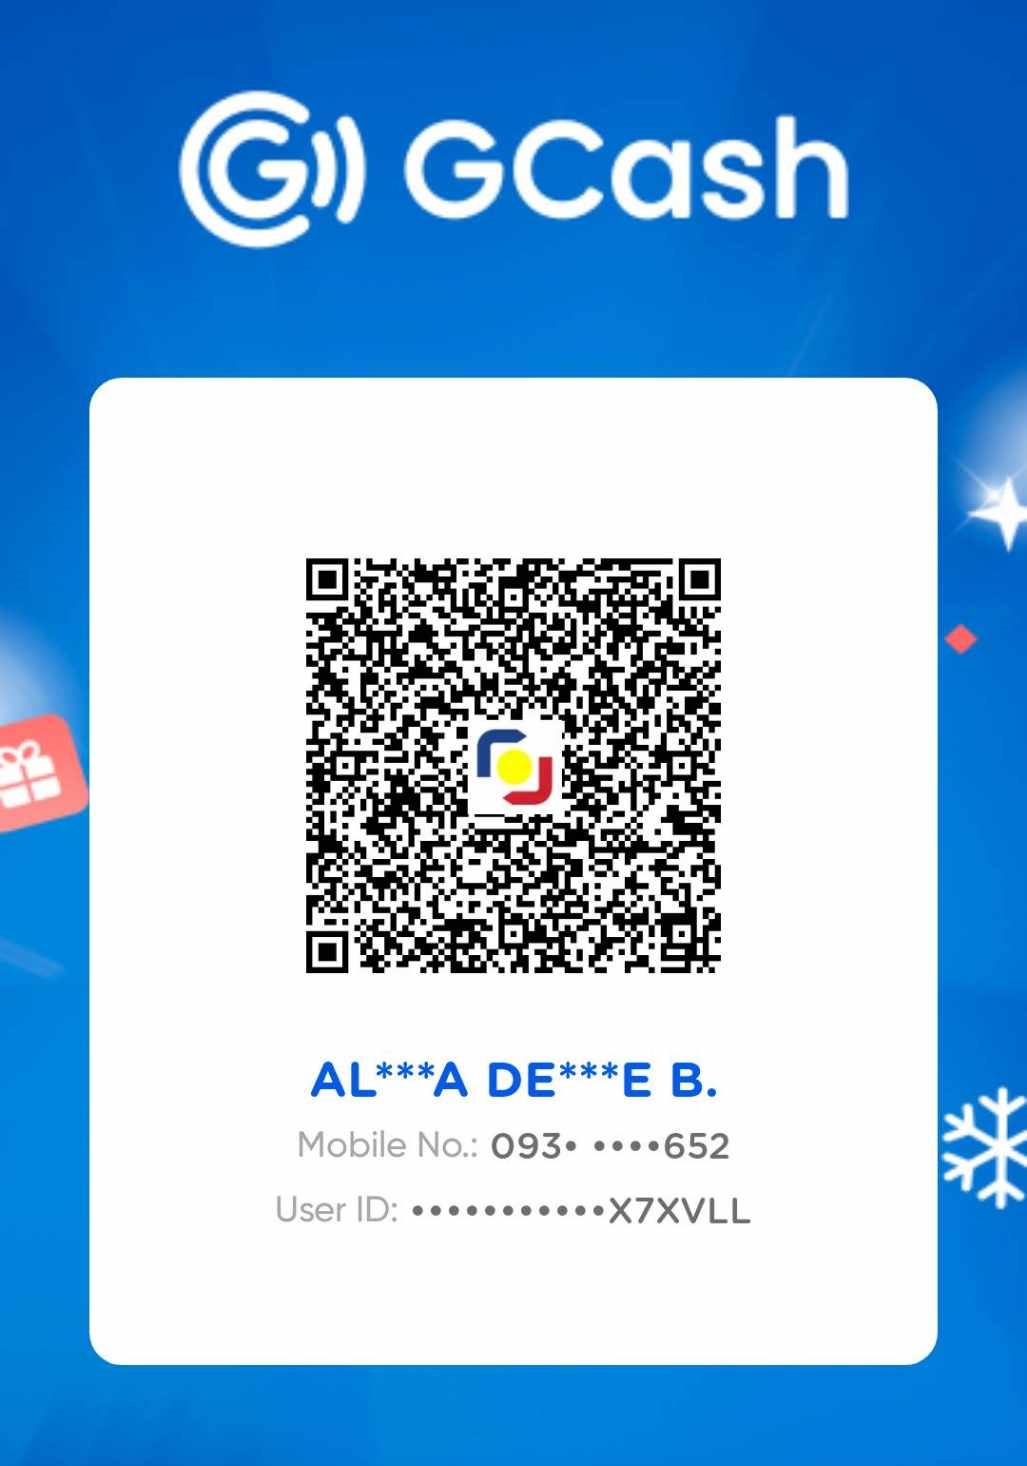 GCash
AL***A DE***E B.
Mobile No.: 093• ••••652
User ID: •••••••••••X7XVLL